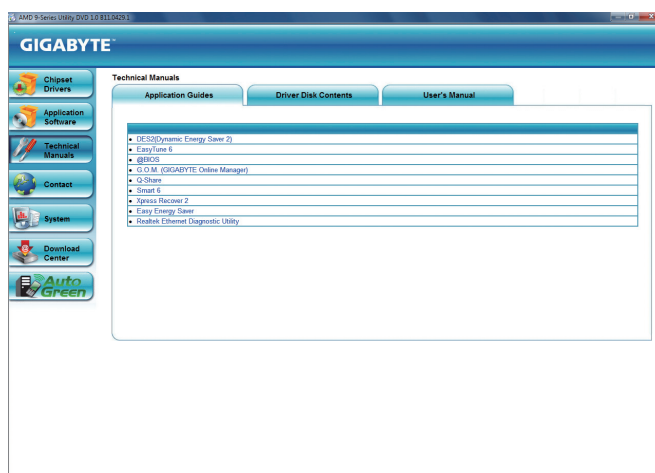 AMD 9-Series Utility DVD 1.0 B11.0429.1
GIGABYTE™
Chipset
Drivers
Application
Software
Technical
Manuals
Contact
System
Download
Center
Auto
Green
Technical Manuals
Application Guides
Driver Disk Contents
User's Manual
• DES2(Dynamic Energy Saver 2)
• EasyTune 6
• @BIOS
• G.O.M. (GIGABYTE Online Manager)
• Q-Share
• Smart 6
• Xpress Recover 2
• Easy Energy Saver
• Realtek Ethernet Diagnostic Utility